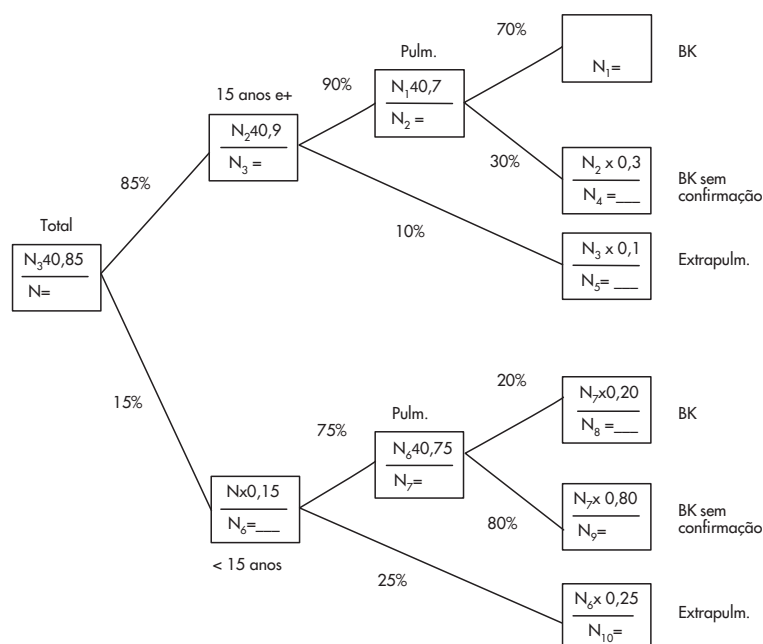 70%
Pulm.
BK
N₁=
90%
15 anos e+
N₁40,7
N₂ =
N₂40,9
N₃ =
30%
N₂ x 0,3
N₄ =___
BK sem
confirmação
85%
10%
Total
N₃ x 0,1
N₅= ___
Extrapulm.
N₃40,85
N=
20%
15%
Pulm.
N₇x0,20
N₈ =___
BK
75%
N₆40,75
N₇=
Nx0,15
N₆=___
N₇x 0,80
N₉=
BK sem
confirmação
80%
< 15 anos
25%
N₆x 0,25
N₁₀=
Extrapulm.